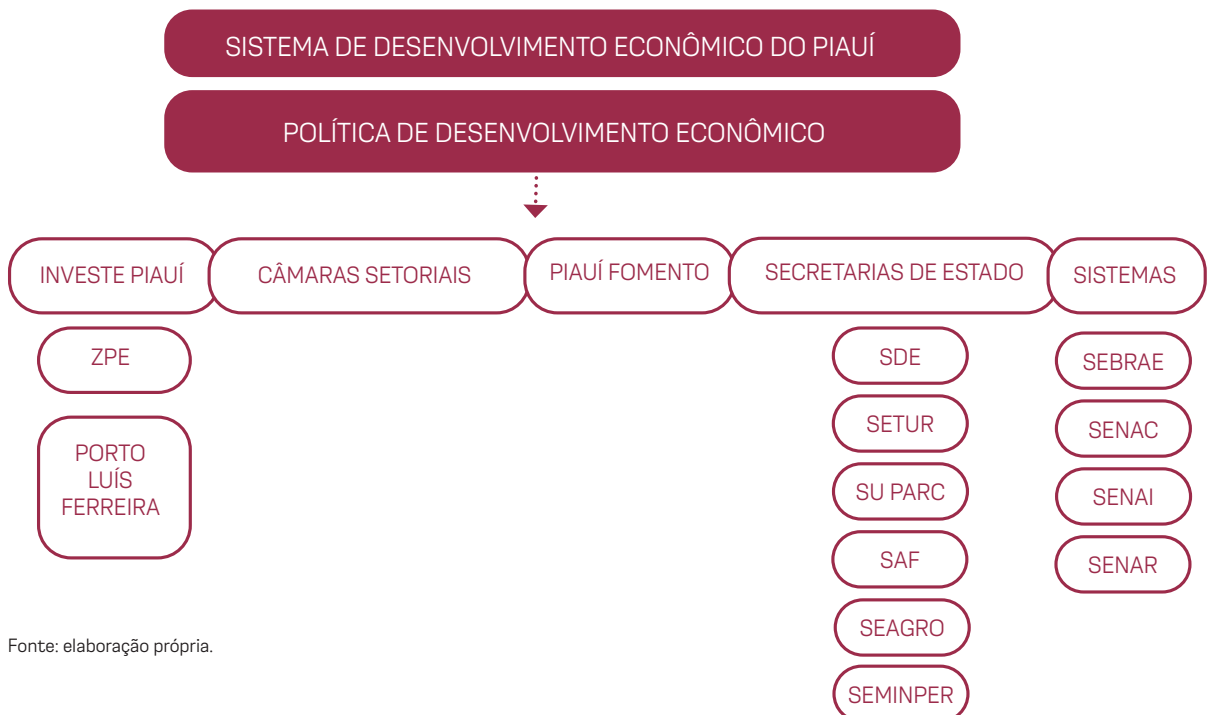 SISTEMA DE DESENVOLVIMENTO ECONÔMICO DO PIAUÍ
POLÍTICA DE DESENVOLVIMENTO ECONÔMICO
INVESTE PIAUÍ
CÂMARAS SETORIAIS
PIAUÍ FOMENTO
SECRETARIAS DE ESTADO
SISTEMAS
ZPE
PORTO
LUÍS
FERREIRA
SDE
SETUR
SU PARC
SAF
SEAGRO
SEMINPER
SEBRAE
SENAC
SENAI
SENAR
Fonte: elaboração própria.